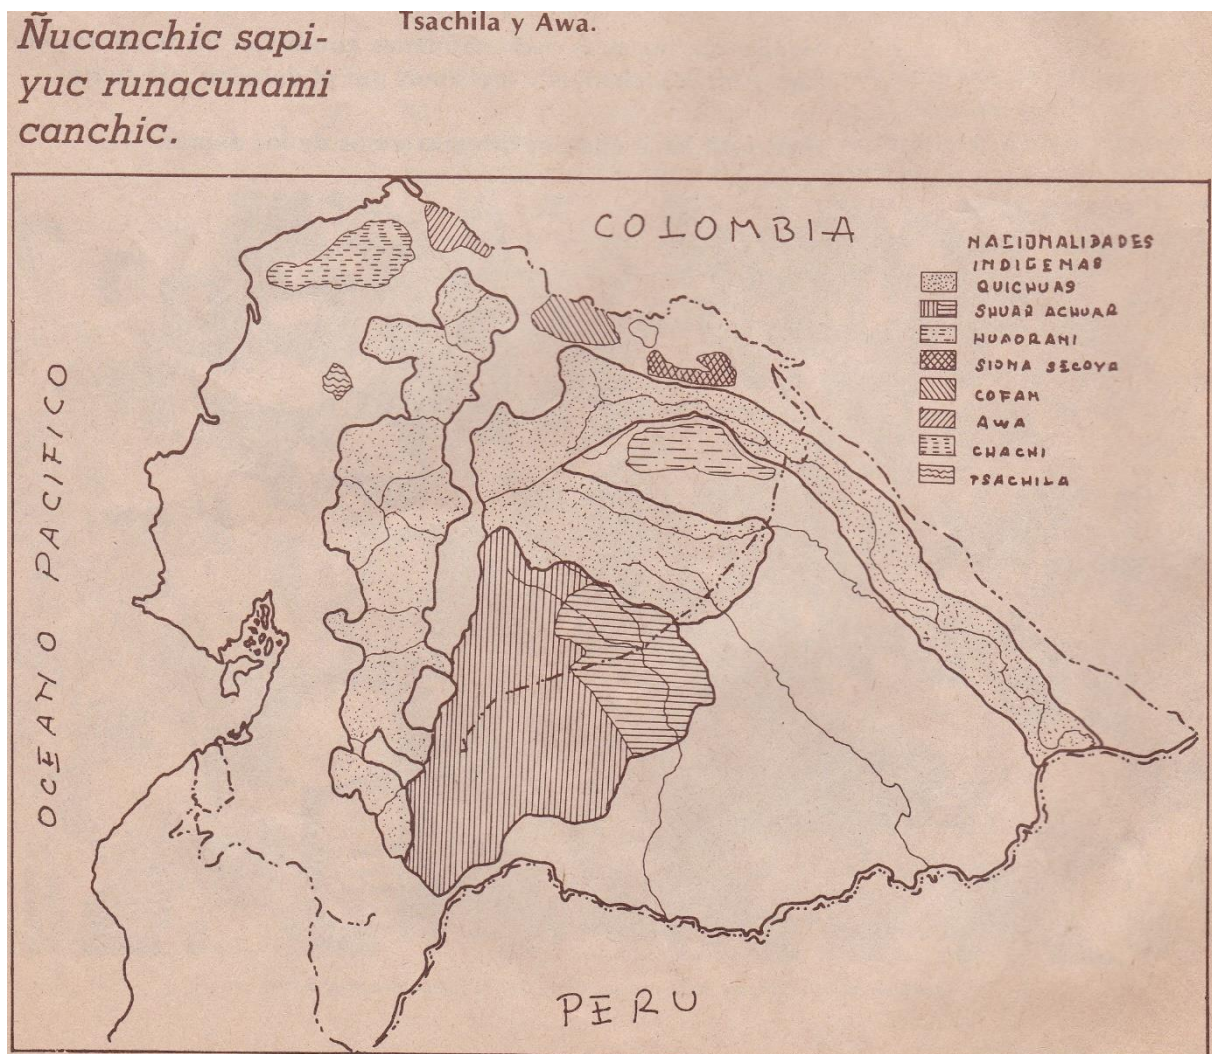 Ñucanchic sapi-
yuc runacunami
canchic.
Tsachila y Awa.
COLOMBIA
NACIONALIDADES
INDIGENAS
QUICHUAS
SHUAR ACHUAR
HUAORANI
SIONA SECOYA
COFAN
AWA
CHACHI
TSACHILA
OCEANO PACIFICO
PERU